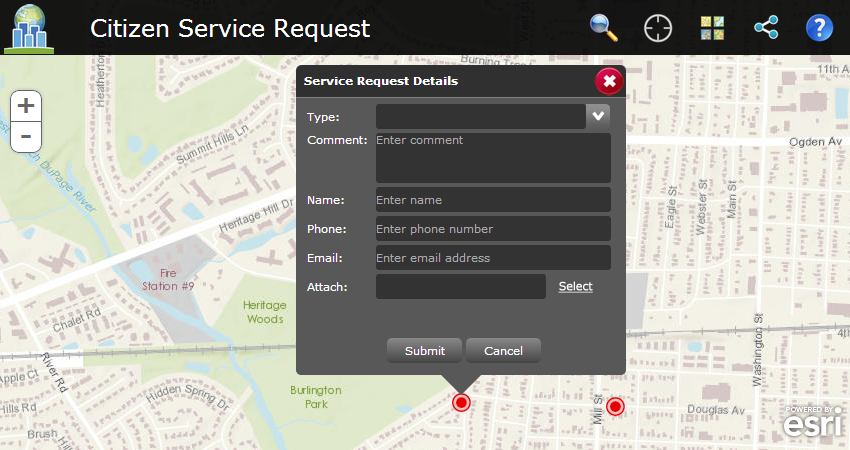 Citizen Service Request
?
Heatherton
Burning Tree
11th A
+
-
Service Request Details
Type:
Comment:
Enter comment
Name:
Enter name
Phone:
Enter phone number
Email:
Enter email address
Attach:
Select
Submit
Cancel
Summit Hills Ln
Ogden Av
DuPage River
Heritage Hill Dr
Eagle St
Webster St
Main St
Fire
Station #9
Heritage
Woods
Chalet Rd
4th
Washington St
River Rd
Apple Ct
Hidden Spring Dr
Burlington
Park
Hills Rd
Brush
Mill St
Douglas Av
POWERED BY
esri